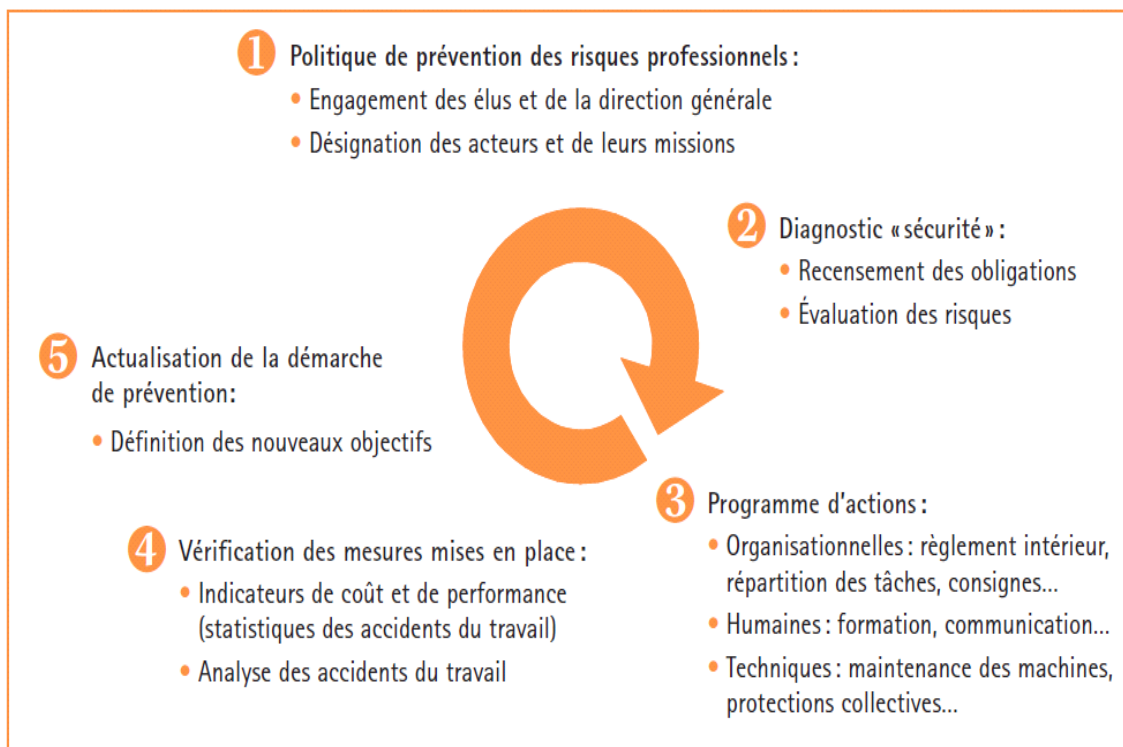 1 Politique de prévention des risques professionnels :
• Engagement des élus et de la direction générale
• Désignation des acteurs et de leurs missions
2 Diagnostic « sécurité » :
• Recensement des obligations
• Évaluation des risques
3 Programme d'actions :
• Organisationnelles : règlement intérieur,
répartition des tâches, consignes...
• Humaines : formation, communication...
• Techniques : maintenance des machines,
protections collectives...
4 Vérification des mesures mises en place :
• Indicateurs de coût et de performance
(statistiques des accidents du travail)
• Analyse des accidents du travail
5 Actualisation de la démarche
de prévention :
• Définition des nouveaux objectifs